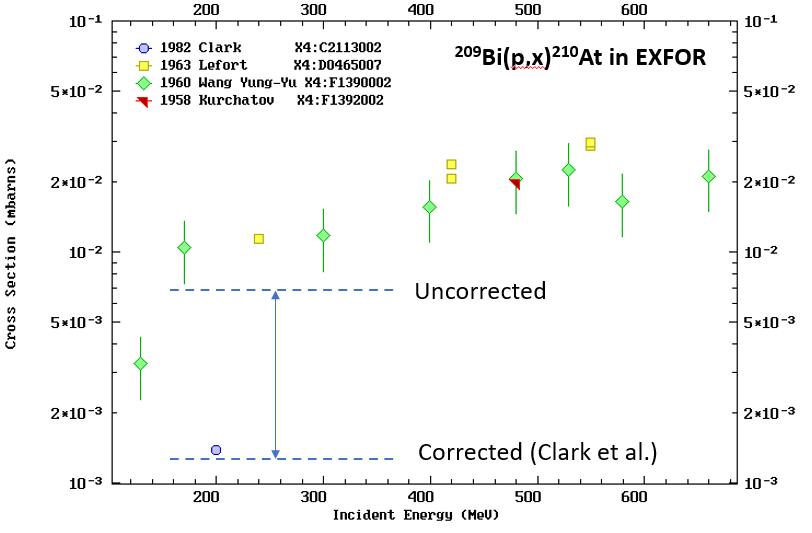 200 300 400 500 600
10⁻¹ 10⁻¹
1982 Clark X4:C2113002
1963 Lefort X4:D0465007
1960 Wang Yung-Yu X4:F1390002
1958 Kurchatov X4:F1392002
²⁰⁹Bi(p,x)²¹⁰At in EXFOR
5*10⁻² 5*10⁻²
2*10⁻² 2*10⁻²
10⁻² 10⁻²
Uncorrected
5*10⁻³ 5*10⁻³
2*10⁻³ 2*10⁻³
Corrected (Clark et al.)
10⁻³ 10⁻³
Cross Section (mbarns)
200 300 400 500 600
Incident Energy (MeV)